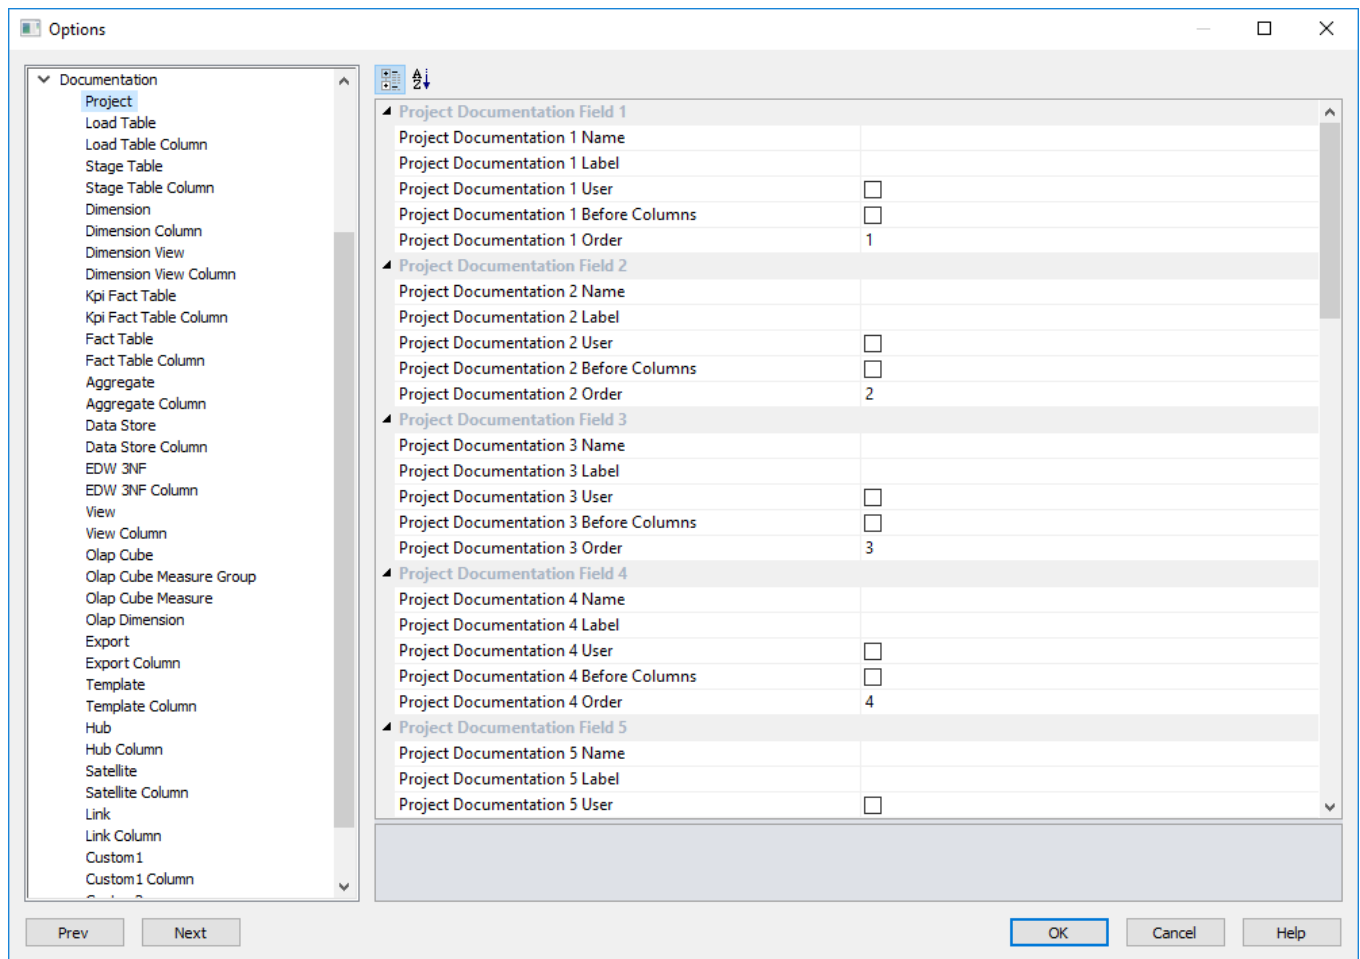 Options
Documentation
Project
Load Table
Load Table Column
Stage Table
Stage Table Column
Dimension
Dimension Column
Dimension View
Dimension View Column
Kpi Fact Table
Kpi Fact Table Column
Fact Table
Fact Table Column
Aggregate
Aggregate Column
Data Store
Data Store Column
EDW 3NF
EDW 3NF Column
View
View Column
Olap Cube
Olap Cube Measure Group
Olap Cube Measure
Olap Dimension
Export
Export Column
Template
Template Column
Hub
Hub Column
Satellite
Satellite Column
Link
Link Column
Custom1
Custom1 Column
Project Documentation Field 1
Project Documentation 1 Name
Project Documentation 1 Label
Project Documentation 1 User
Project Documentation 1 Before Columns
Project Documentation 1 Order 1
Project Documentation Field 2
Project Documentation 2 Name
Project Documentation 2 Label
Project Documentation 2 User
Project Documentation 2 Before Columns
Project Documentation 2 Order 2
Project Documentation Field 3
Project Documentation 3 Name
Project Documentation 3 Label
Project Documentation 3 User
Project Documentation 3 Before Columns
Project Documentation 3 Order 3
Project Documentation Field 4
Project Documentation 4 Name
Project Documentation 4 Label
Project Documentation 4 User
Project Documentation 4 Before Columns
Project Documentation 4 Order 4
Project Documentation Field 5
Project Documentation 5 Name
Project Documentation 5 Label
Project Documentation 5 User
Prev Next OK Cancel Help